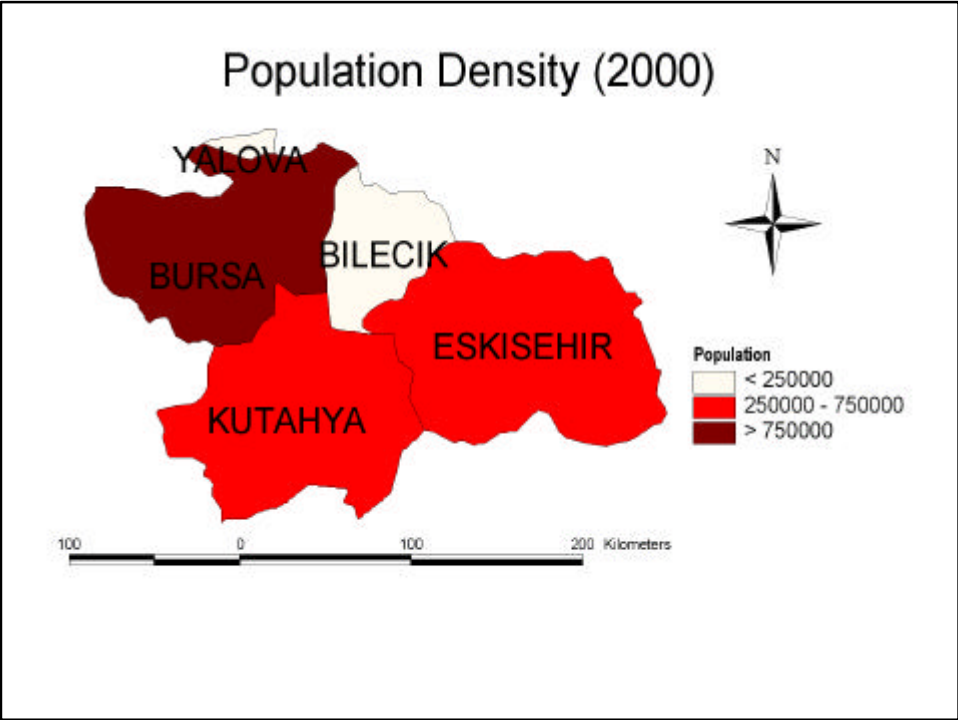 Population Density (2000)
YALOVA
N
BILECIK
BURSA
ESKISEHIR
Population
< 250000
250000 - 750000
> 750000
KUTAHYA
100 0 100 200 Kilometers